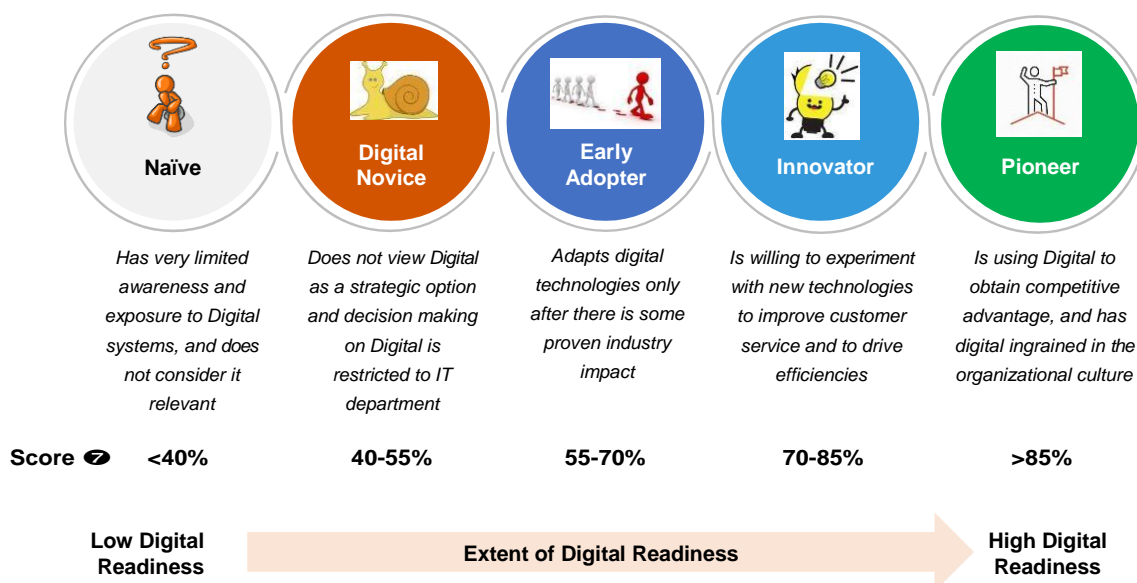 Naïve
Digital
Novice
Early
Adopter
Innovator
Pioneer
Has very limited
awareness and
exposure to Digital
systems, and does
not consider it
relevant
Does not view Digital
as a strategic option
and decision making
on Digital is
restricted to IT
department
Adapts digital
technologies only
after there is some
proven industry
impact
Is willing to experiment
with new technologies
to improve customer
service and to drive
efficiencies
Is using Digital to
obtain competitive
advantage, and has
digital ingrained in the
organizational culture
Score ❼ <40% 40-55% 55-70% 70-85% >85%
Low Digital
Readiness
Extent of Digital Readiness
High Digital
Readiness